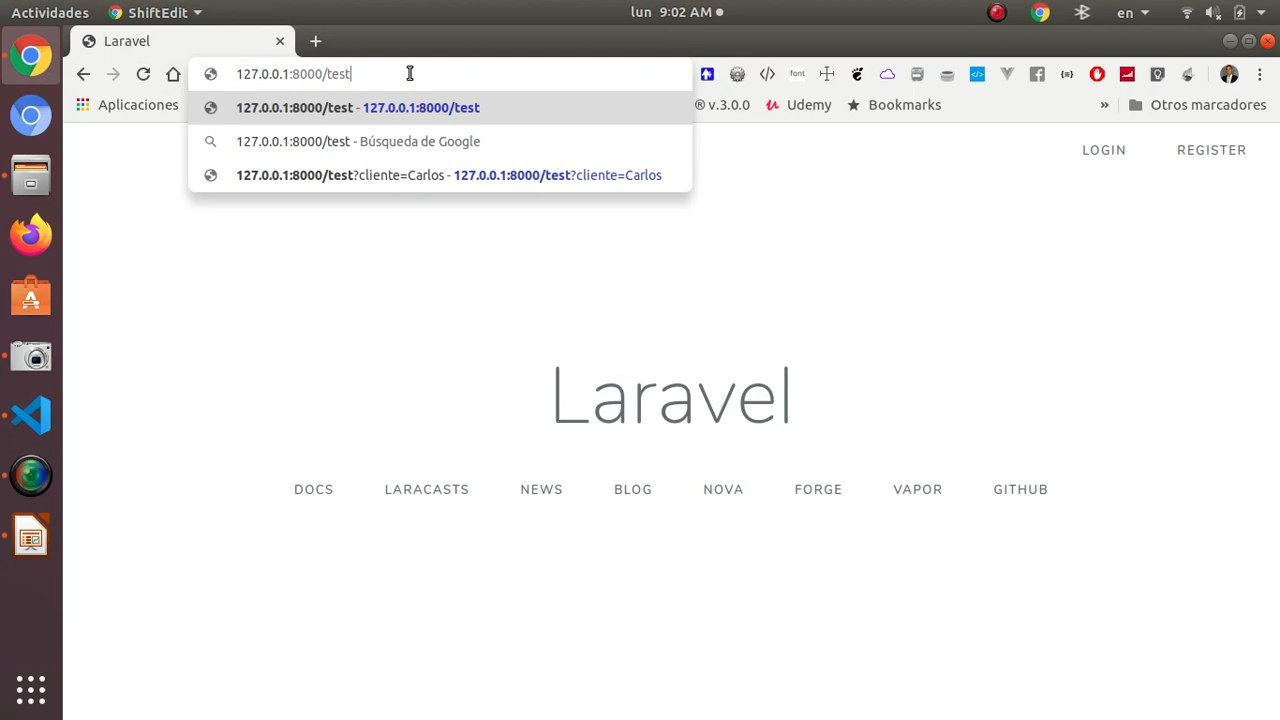 Actividades ShiftEdit lun 9:02 AM en
Laravel
127.0.0.1:8000/test
font
Aplicaciones ® v.3.0.0 Udemy Bookmarks » Otros marcadores
127.0.0.1:8000/test - 127.0.0.1:8000/test
127.0.0.1:8000/test - Búsqueda de Google
127.0.0.1:8000/test?cliente=Carlos - 127.0.0.1:8000/test?cliente=Carlos
LOGIN REGISTER
Laravel
DOCS LARACASTS NEWS BLOG NOVA FORGE VAPOR GITHUB